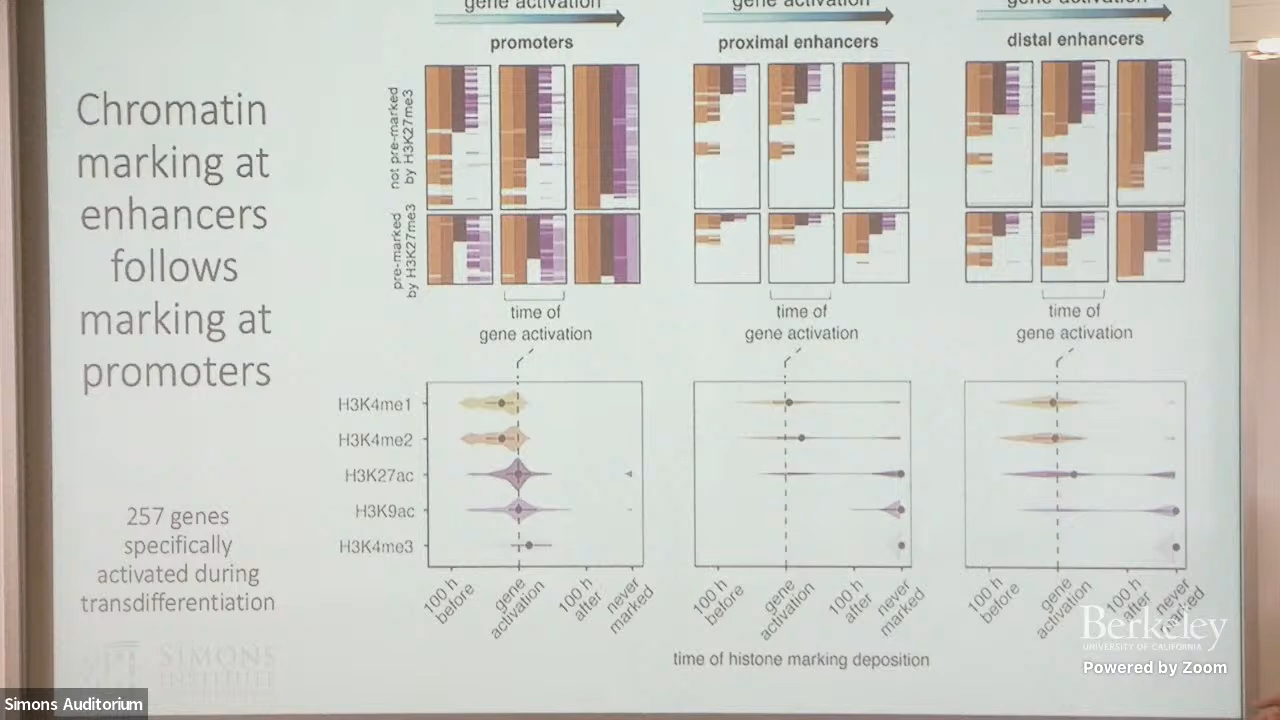 gene activation
gene activation
gene activation
promoters
proximal enhancers
distal enhancers
Chromatin
marking at
enhancers
follows
marking at
promoters
not pre-marked
by H3K27me3
pre-marked
by H3K27me3
time of
gene activation
time of
gene activation
time of
gene activation
H3K4me1
H3K4me2
H3K27ac
H3K9ac
H3K4me3
100 h
before
gene
activation
100 h
after
never
marked
100 h
before
gene
activation
100 h
after
never
marked
100 h
before
gene
activation
100 h
after
never
marked
time of histone marking deposition
257 genes
specifically
activated during
transdifferentiation
SIMONS
INSTITUTE
Berkeley
UNIVERSITY OF CALIFORNIA
Powered by Zoom
Simons Auditorium